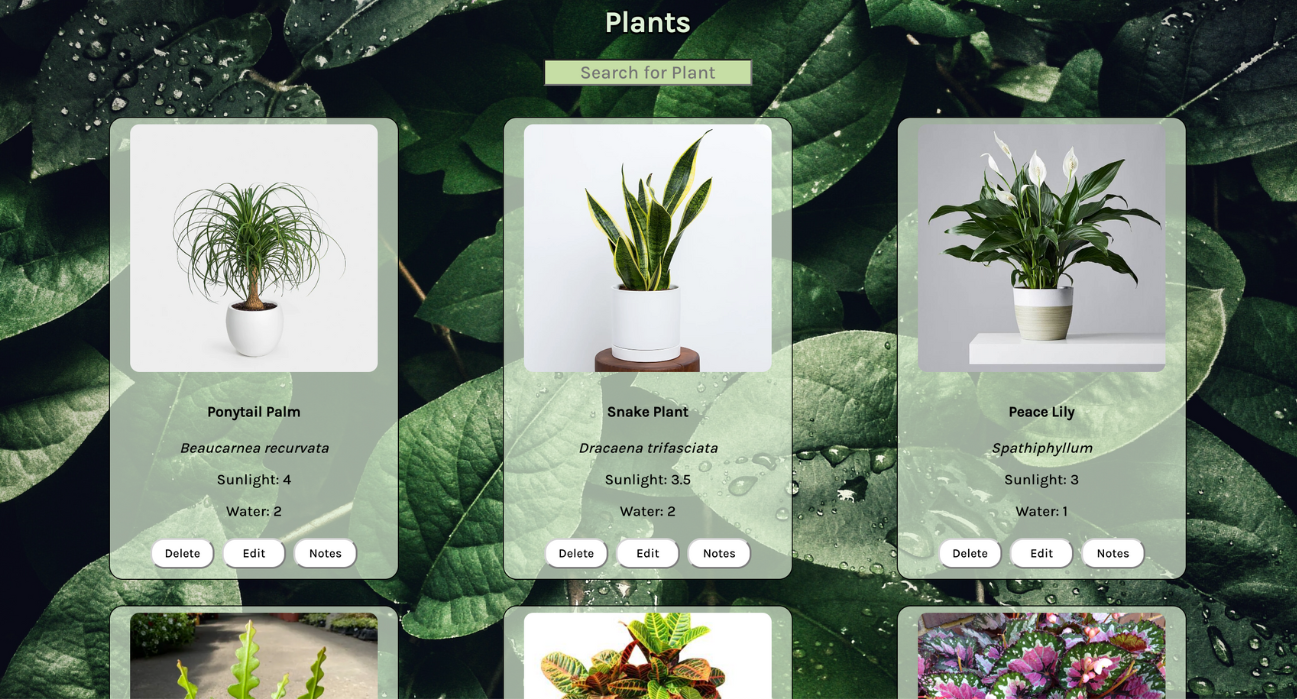 Plants
Search for Plant
Ponytail Palm
Beaucarnea recurvata
Sunlight: 4
Water: 2
Delete Edit Notes
Snake Plant
Dracaena trifasciata
Sunlight: 3.5
Water: 2
Delete Edit Notes
Peace Lily
Spathiphyllum
Sunlight: 3
Water: 1
Delete Edit Notes